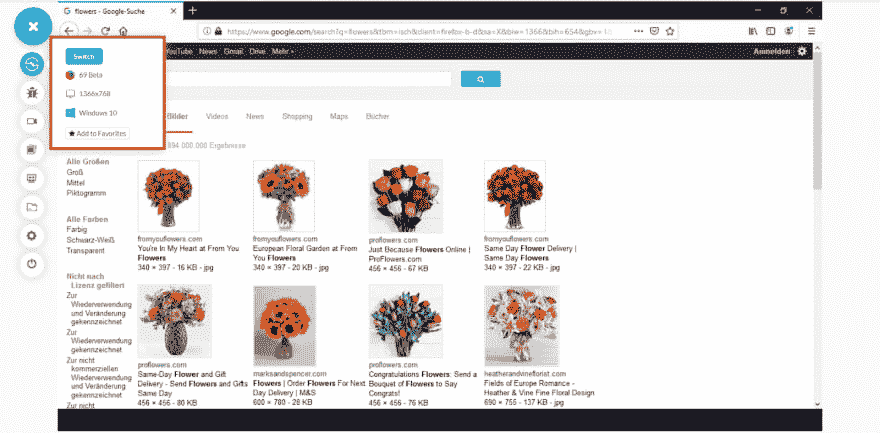 flowers - Google-Suche
https://www.google.com/search?q=flowers&tbm=isch&client=firefox-b-d&sa=X&biw=1366&bih=654&gbv=
YouTube News Gmail Drive Mehr
Anmelden
Switch
69 Beta
1366x768
Windows 10
Add to Favorites
Bilder Videos News Shopping Maps Bücher
894 000.000 Ergebnisse
Alle Größen
Groß
Mittel
Piktogramm
Alle Farben
Farbig
Schwarz-Weiß
Transparent
Nicht nach
Lizenz gefiltert
Zur
Wiederverwendung
und Veränderung
gekennzeichnet
Zur
Wiederverwendung
gekennzeichnet
Zur nicht
kommerziellen
Wiederverwendung
und Veränderung
gekennzeichnet
Zur nicht
fromyouflowers.com
You're In My Heart at From You
Flowers
340 × 397 - 16 KB - jpg
fromyouflowers.com
European Floral Garden at From
You Flowers
340 × 397 - 20 KB - jpg
proflowers.com
Just Because Flowers Online |
ProFlowers.com
456 × 456 - 67 KB
fromyouflowers.com
Same Day Flower Delivery |
Same Day Flowers
340 × 397 - 22 KB - jpg
proflowers.com
Same-Day Flower and Gift
Delivery - Send Flowers and Gifts
Same Day
456 × 456 - 80 KB
marksandspencer.com
Flowers | Order Flowers For Next
Day Delivery | M&S
600 × 780 - 28 KB
proflowers.com
Congratulations Flowers: Send a
Bouquet of Flowers to Say
Congrats!
456 × 456 - 76 KB
heatherandvineflorist.com
Fields of Europe Romance -
Heather & Vine Fine Floral Design
690 × 755 - 137 KB - jpg